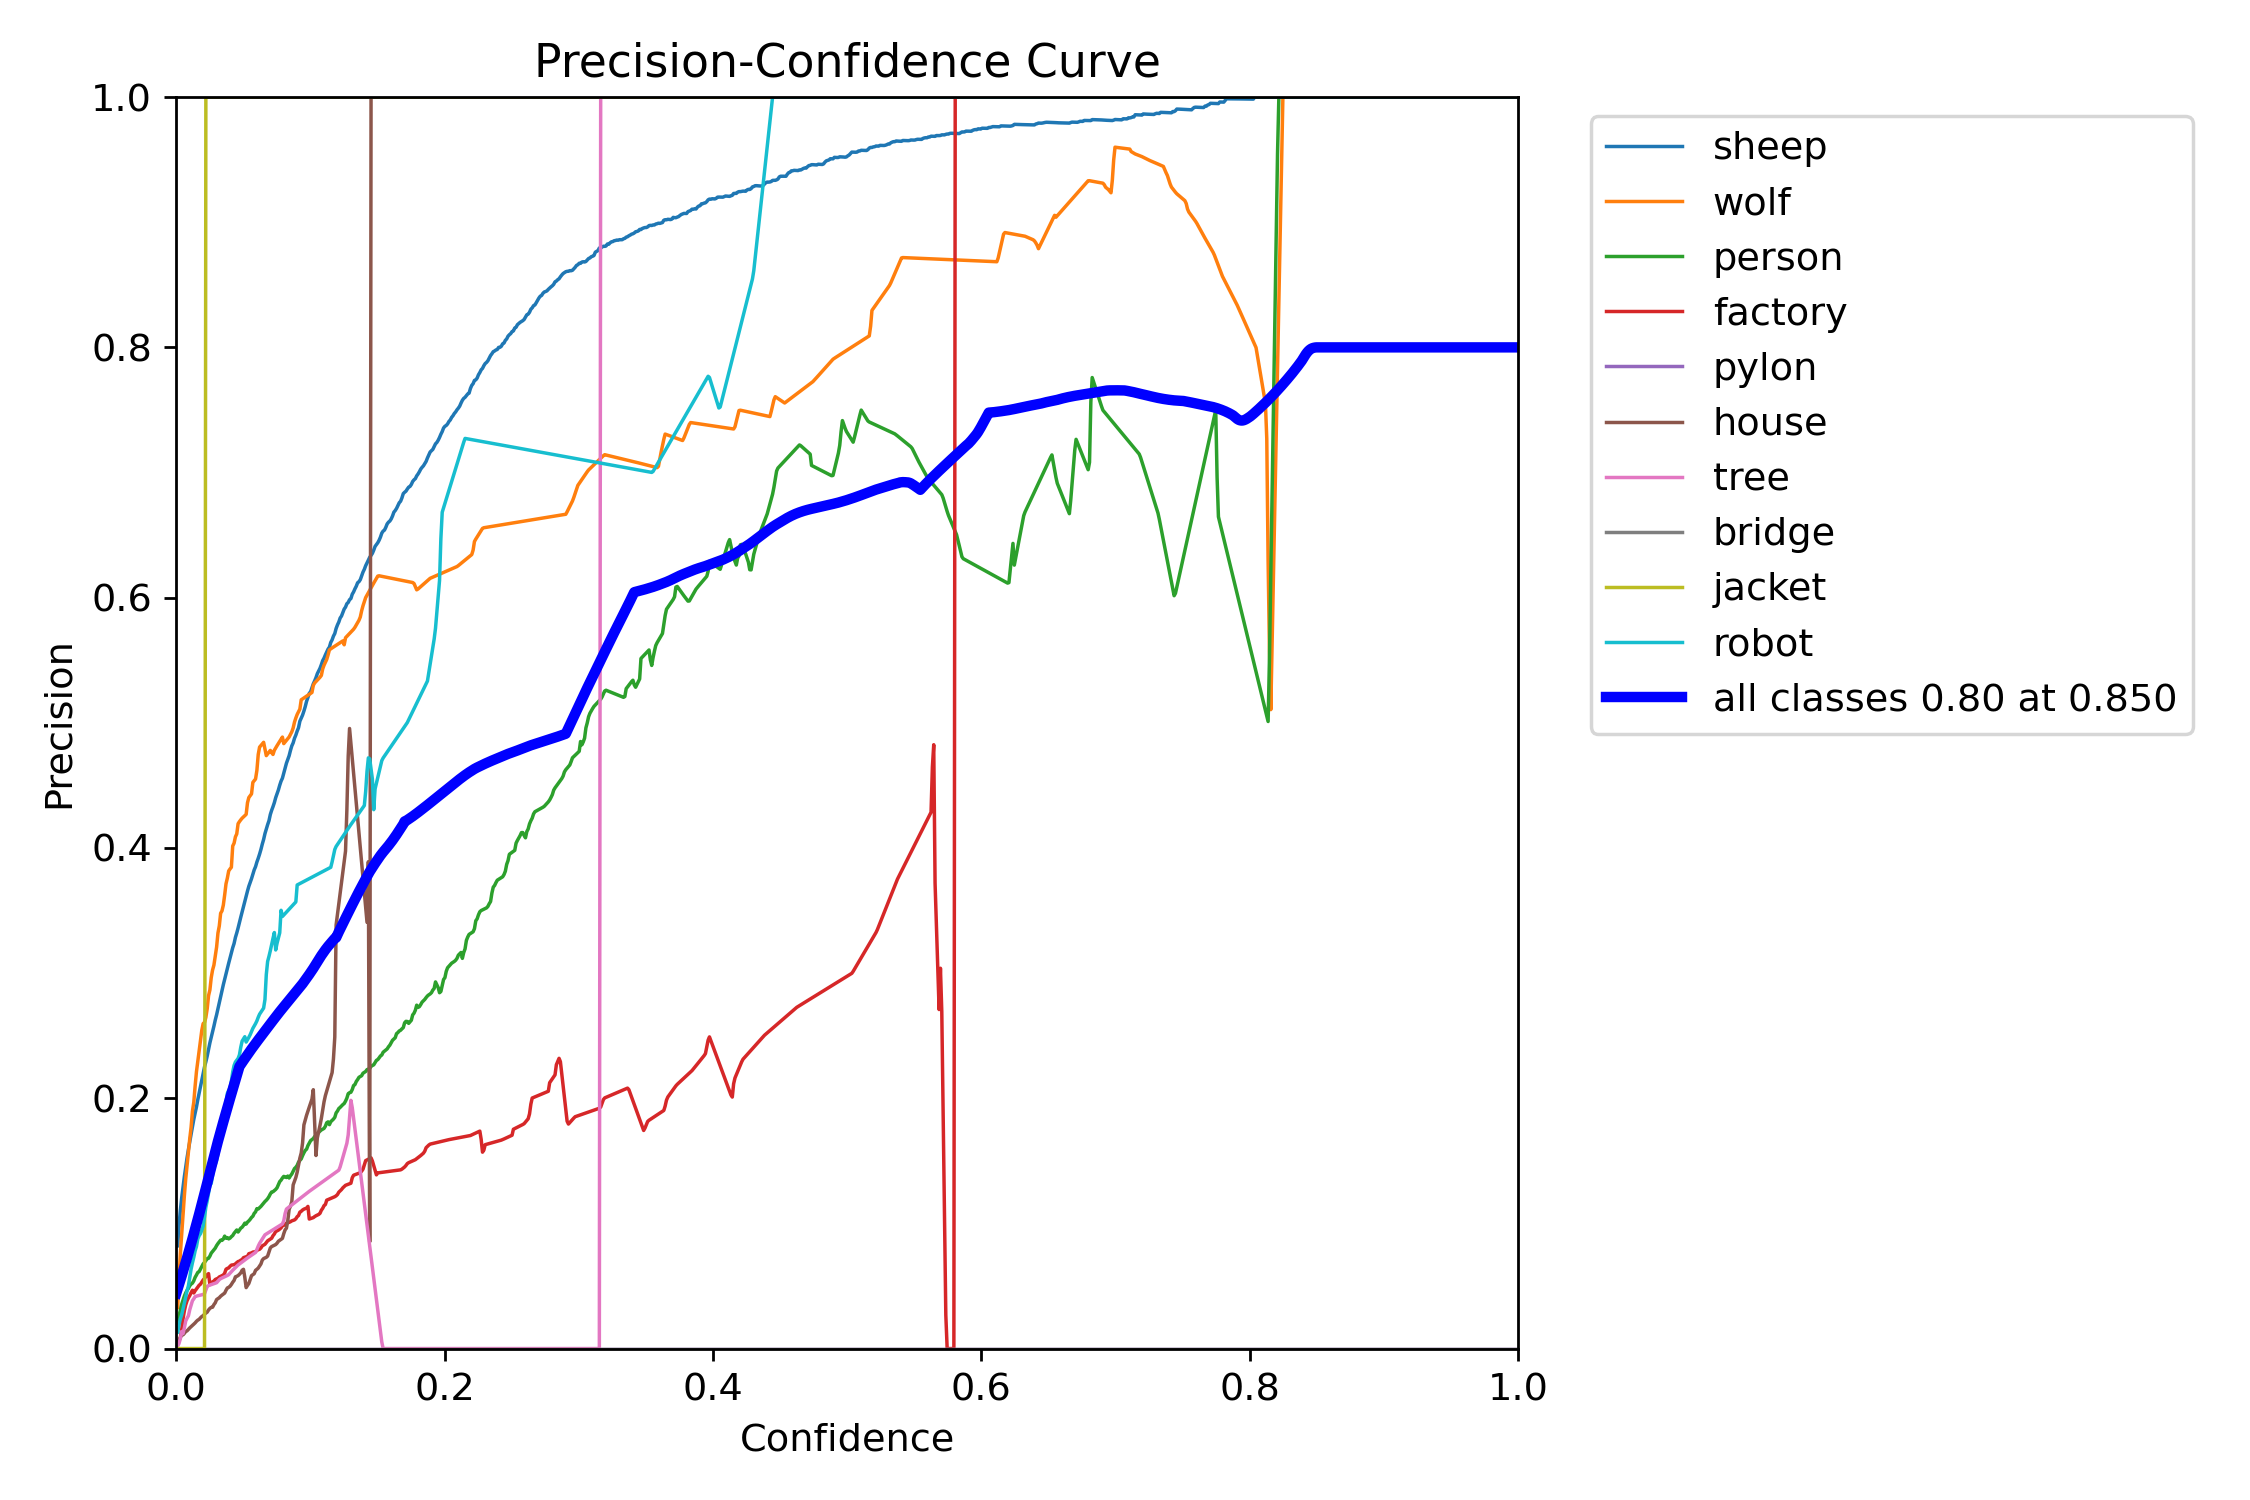 Precision-Confidence Curve
1.0
0.8
0.6
0.4
0.2
0.0
Precision
0.0 0.2 0.4 0.6 0.8 1.0
Confidence
sheep
wolf
person
factory
pylon
house
tree
bridge
jacket
robot
all classes 0.80 at 0.850